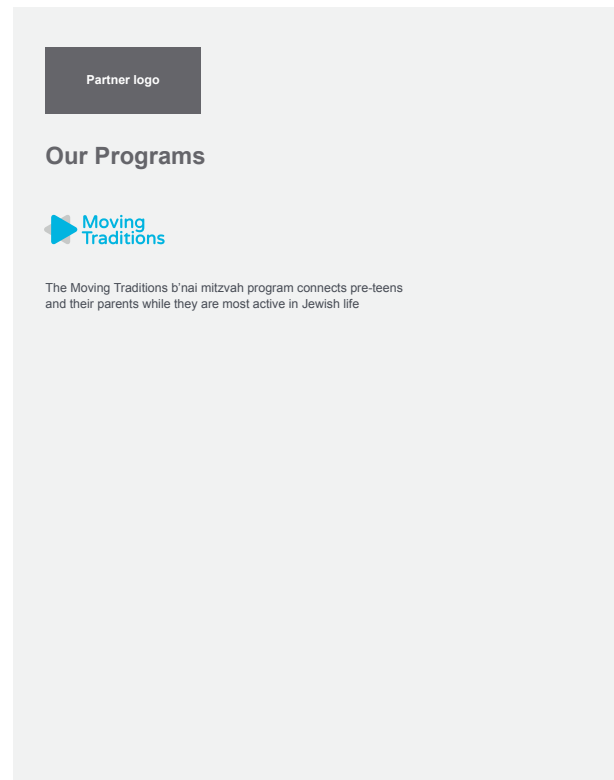 Partner logo
Our Programs
Moving
Traditions
The Moving Traditions b’nai mitzvah program connects pre-teens
and their parents while they are most active in Jewish life